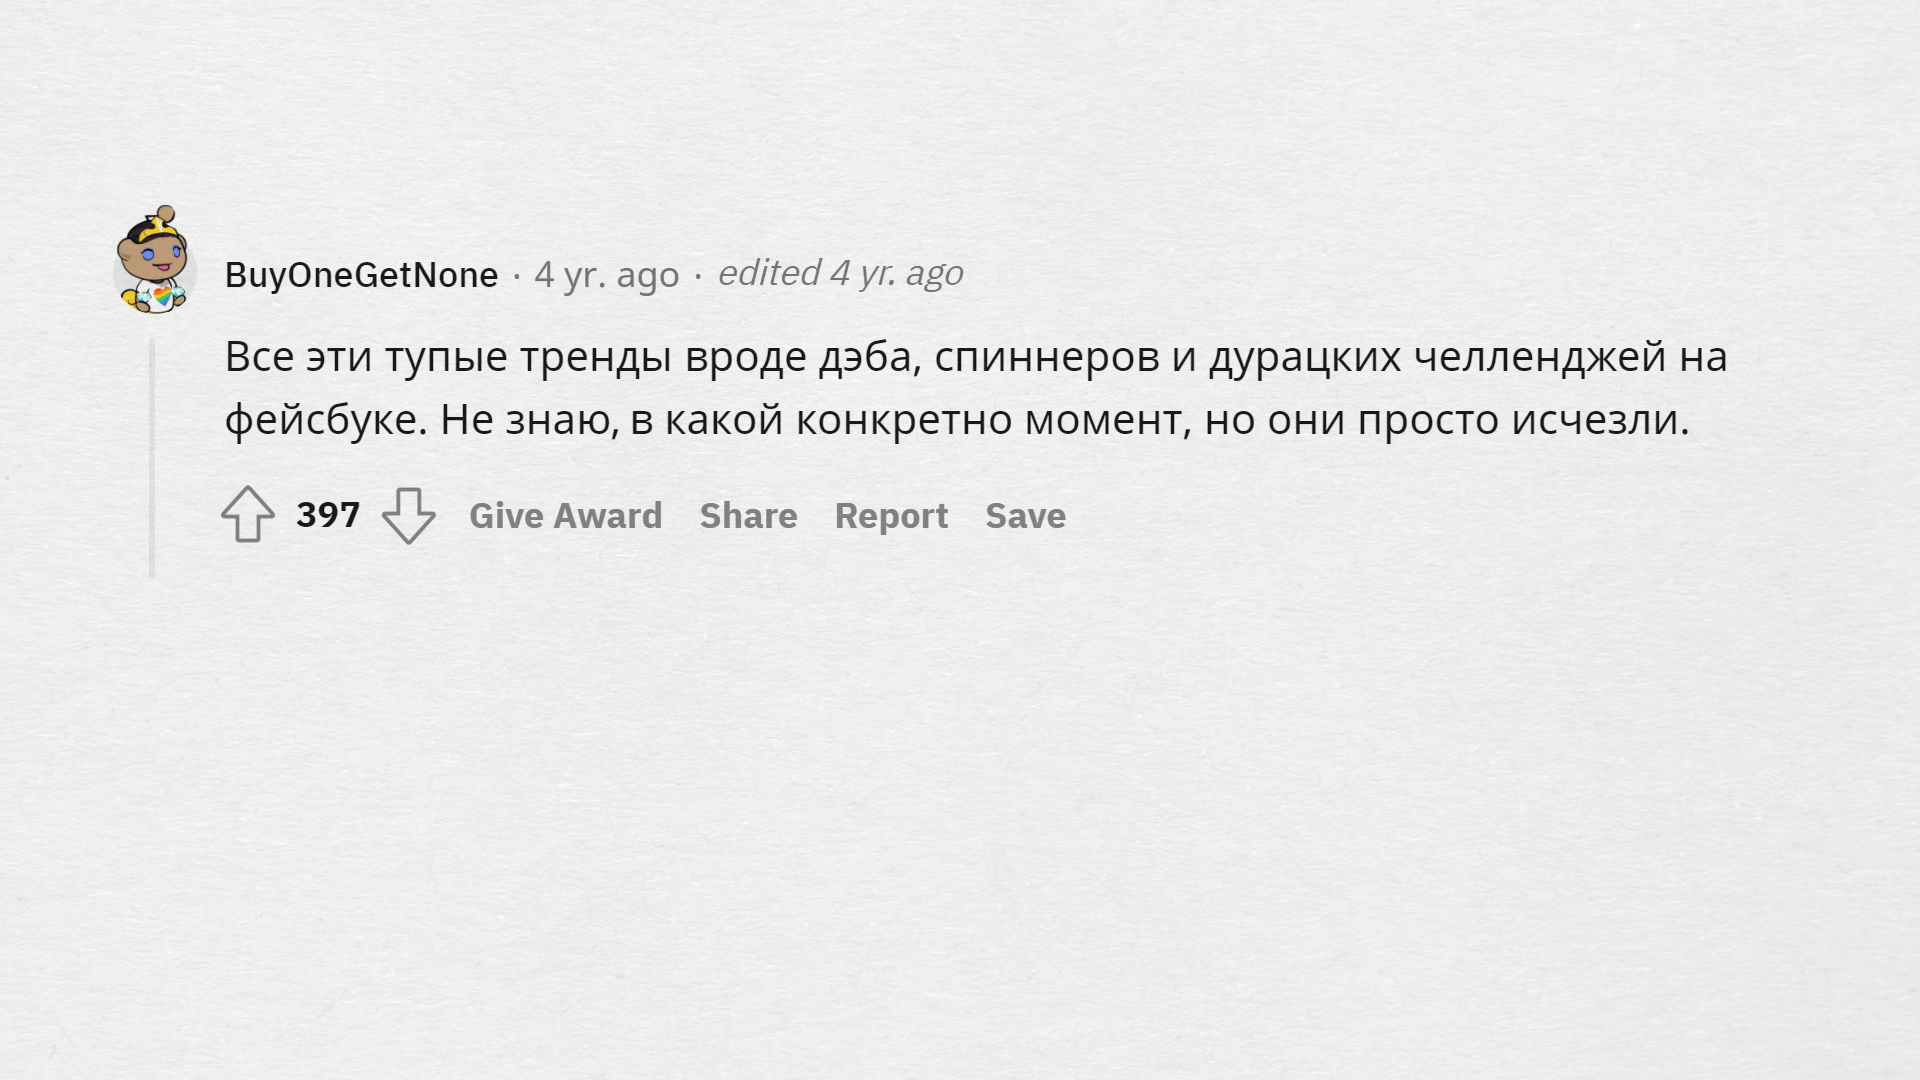 BuyOneGetNone · 4 yr. ago · edited 4 yr. ago
Все эти тупые тренды вроде дэба, спиннеров и дурацких челленджей на
фейсбуке. Не знаю, в какой конкретно момент, но они просто исчезли.
397 Give Award Share Report Save